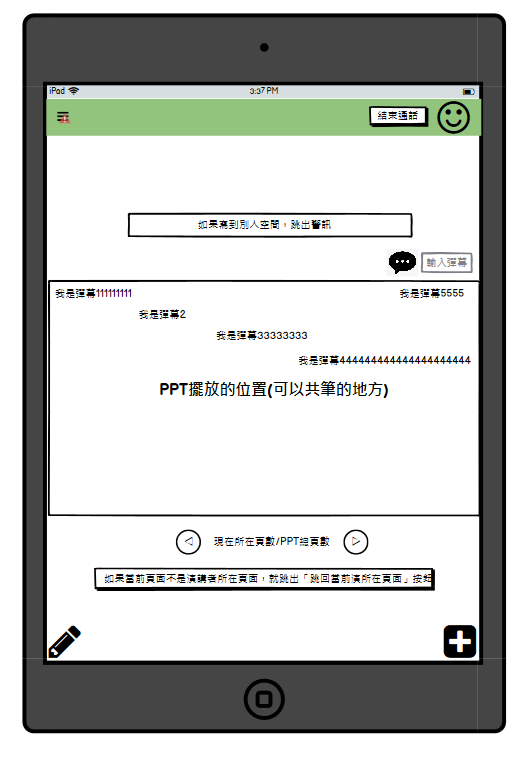 iPad 3:37 PM
結束通話
如果寫到別人空間，跳出警訊
輸入彈幕
我是彈幕111111111 我是彈幕5555
我是彈幕2
我是彈幕33333333
我是彈幕444444444444444444444
PPT擺放的位置(可以共筆的地方)
現在所在頁數/PPT總頁數
如果當前頁面不是演講者所在頁面，就跳出「跳回當前演所在頁面」按鈕